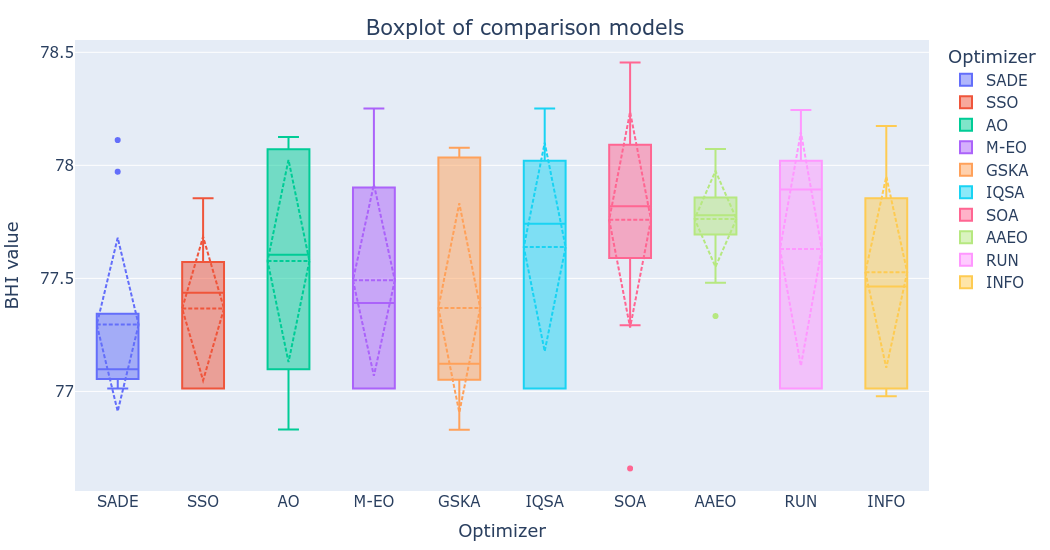 Boxplot of comparison models
BHI value
78.5
78
77.5
77
SADE SSO AO M-EO GSKA IQSA SOA AAEO RUN INFO
Optimizer
Optimizer
SADE
SSO
AO
M-EO
GSKA
IQSA
SOA
AAEO
RUN
INFO